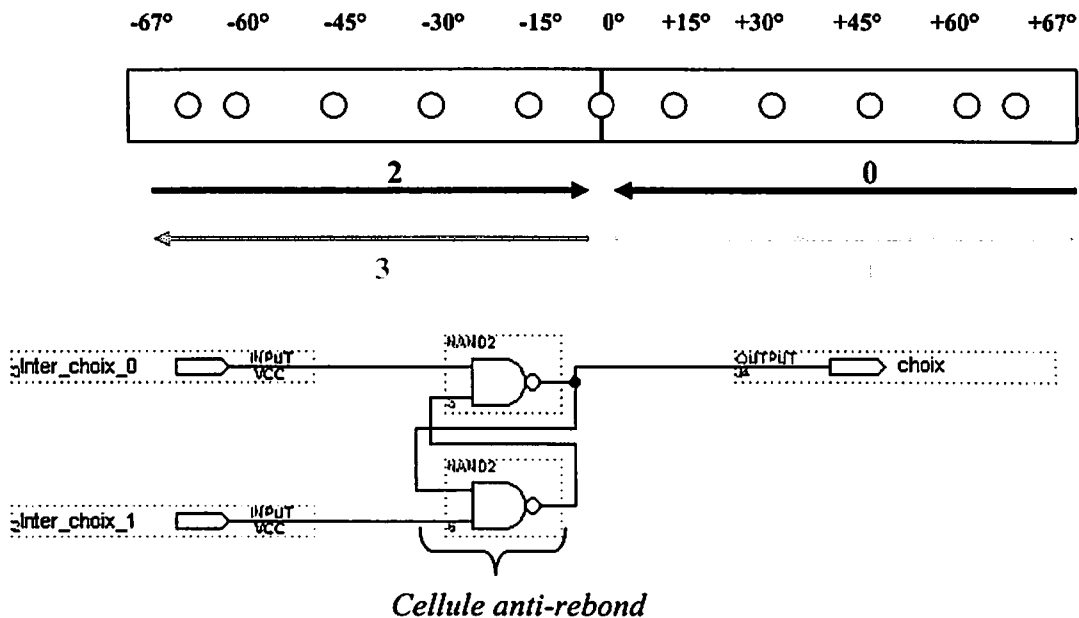 -67° -60° -45° -30° -15° 0° +15° +30° +45° +60° +67°
2 0
3
NAND2
Inter_choix_0 INPUT VCC OUTPUT choix
NAND2
Inter_choix_1 INPUT VCC
Cellule anti-rebond